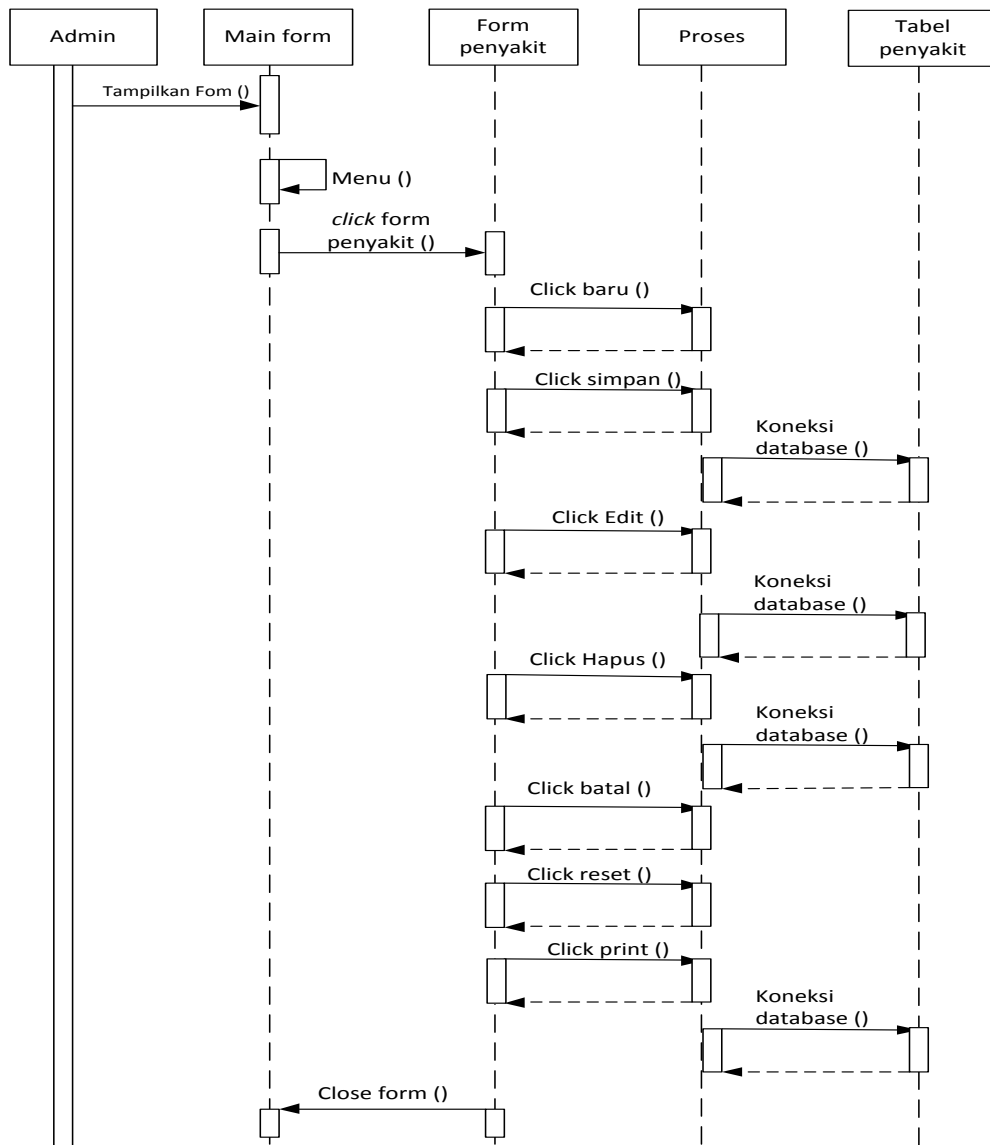 Admin
Main form
Form
penyakit
Proses
Tabel
penyakit
Tampilkan Fom ()
Menu ()
click form
penyakit ()
Click baru ()
Click simpan ()
Koneksi
database ()
Click Edit ()
Koneksi
database ()
Click Hapus ()
Koneksi
database ()
Click batal ()
Click reset ()
Click print ()
Koneksi
database ()
Close form ()